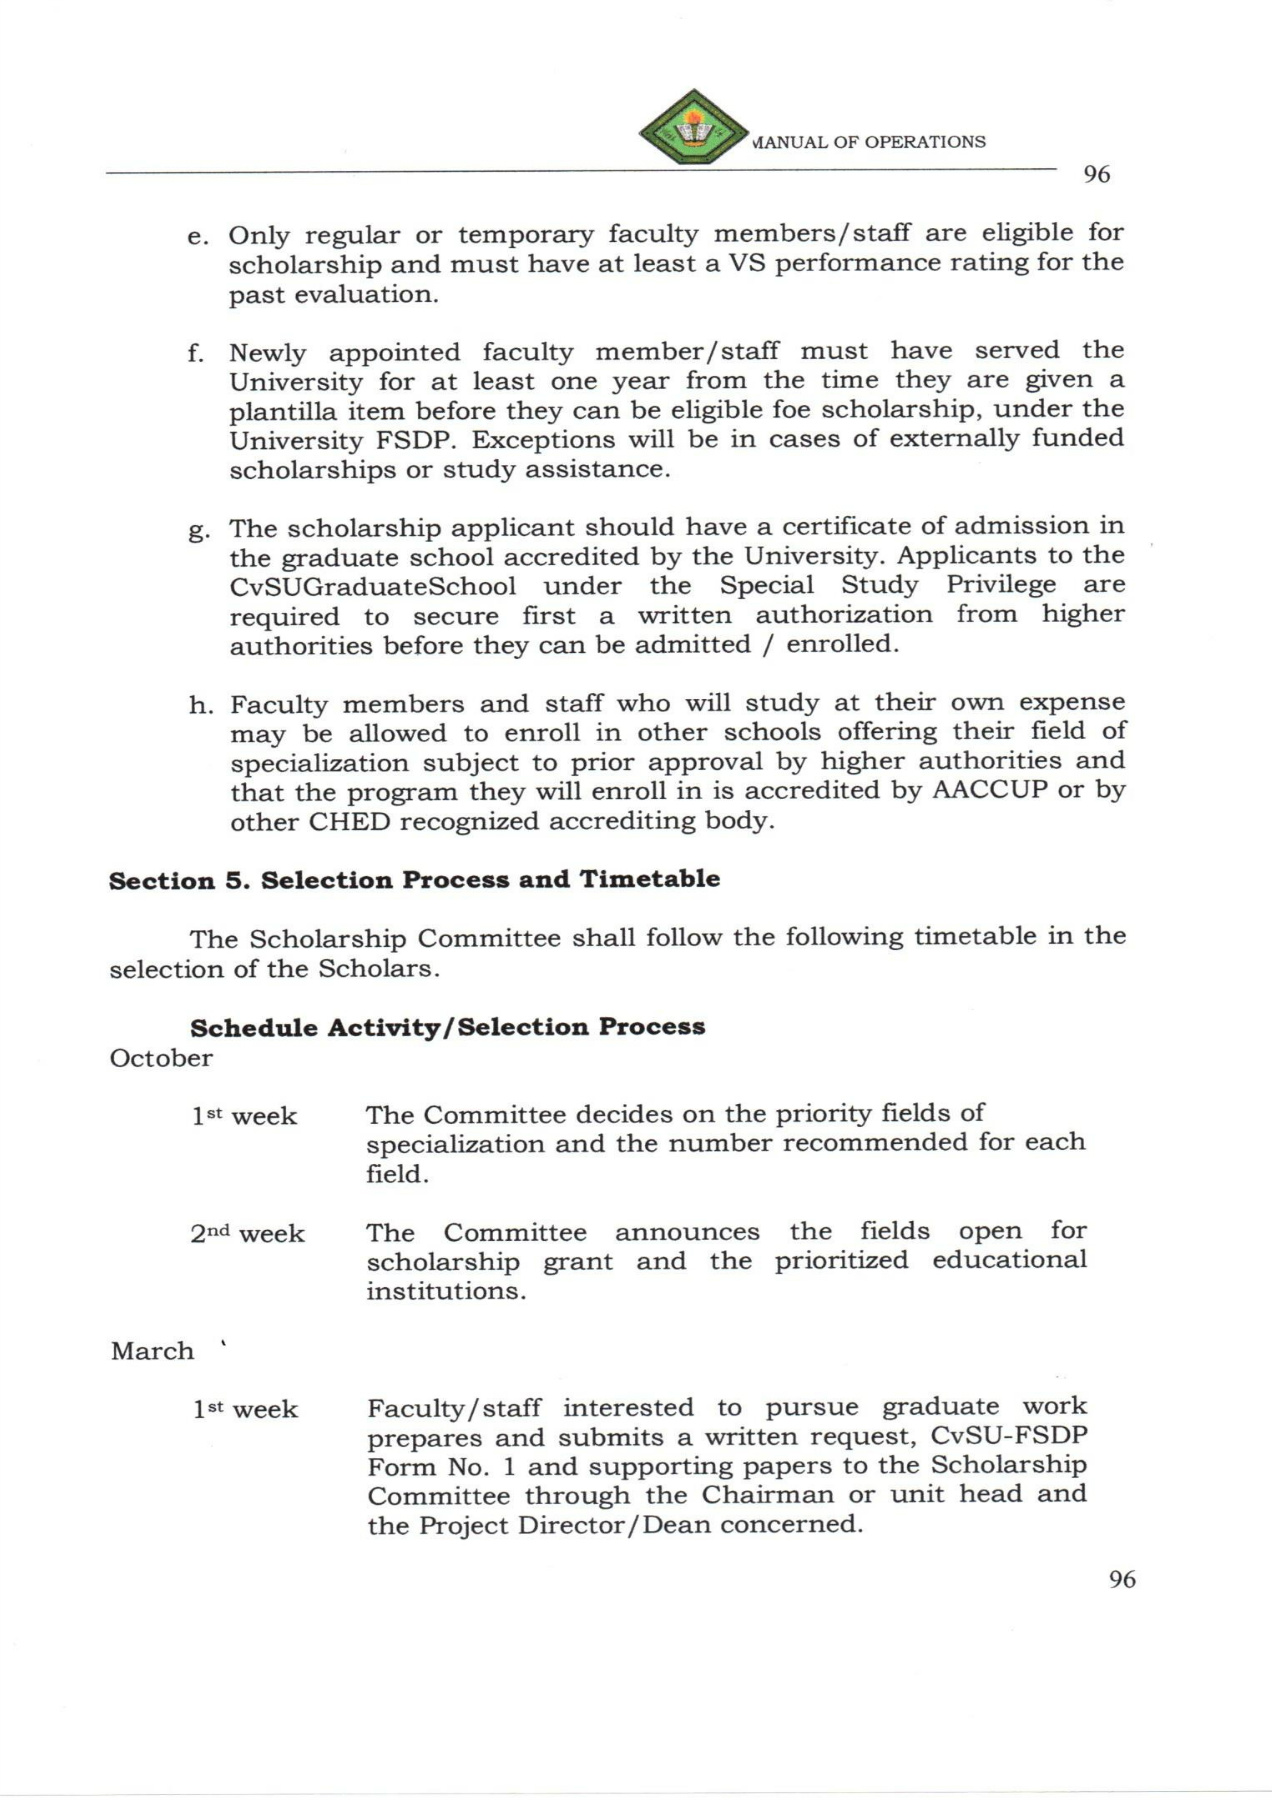 MANUAL OF OPERATIONS
96
e. Only regular or temporary faculty members/staff are eligible for
scholarship and must have at least a VS performance rating for the
past evaluation.
f. Newly appointed faculty member/staff must have served the
University for at least one year from the time they are given a
plantilla item before they can be eligible foe scholarship, under the
University FSDP. Exceptions will be in cases of externally funded
scholarships or study assistance.
g. The scholarship applicant should have a certificate of admission in
the graduate school accredited by the University. Applicants to the
CvSUGraduateSchool under the Special Study Privilege are
required to secure first a written authorization from higher
authorities before they can be admitted / enrolled.
h. Faculty members and staff who will study at their own expense
may be allowed to enroll in other schools offering their field of
specialization subject to prior approval by higher authorities and
that the program they will enroll in is accredited by AACCUP or by
other CHED recognized accrediting body.
Section 5. Selection Process and Timetable
The Scholarship Committee shall follow the following timetable in the
selection of the Scholars.
Schedule Activity/Selection Process
October
1st week The Committee decides on the priority fields of
specialization and the number recommended for each
field.
2nd week The Committee announces the fields open for
scholarship grant and the prioritized educational
institutions.
March
1st week Faculty/staff interested to pursue graduate work
prepares and submits a written request, CvSU-FSDP
Form No. 1 and supporting papers to the Scholarship
Committee through the Chairman or unit head and
the Project Director/Dean concerned.
96